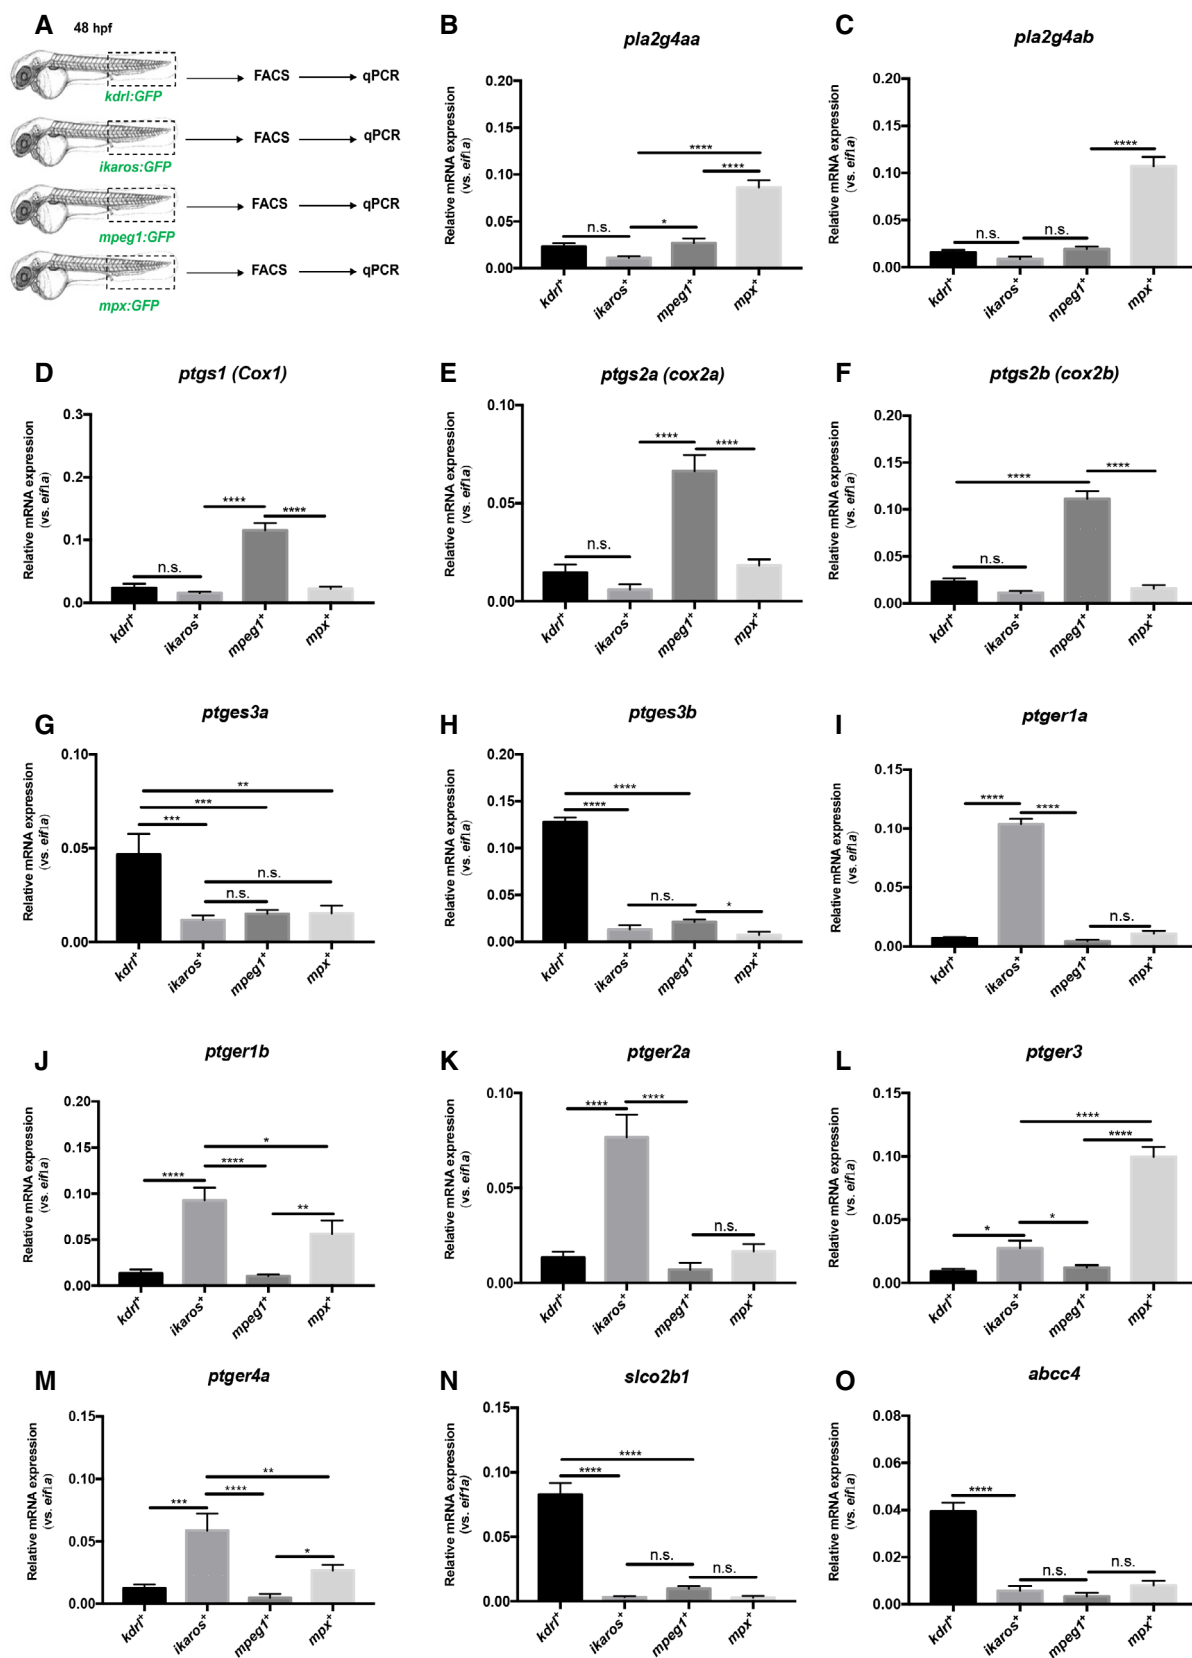 A
48 hpf
kdrl:GFP
FACS
qPCR
ikaros:GFP
FACS
qPCR
mpeg1:GFP
FACS
qPCR
mpx:GFP
FACS
qPCR
B
pla2g4aa
Relative mRNA expression
(vs. eif1a)
0.20
0.15
0.10
0.05
0.00
n.s.
*
****
****
kdrl+
ikaros+
mpeg1+
mpx+
C
pla2g4ab
Relative mRNA expression
(vs. eif1a)
0.20
0.15
0.10
0.05
0.00
n.s.
n.s.
****
kdrl+
ikaros+
mpeg1+
mpx+
D
ptgs1 (Cox1)
Relative mRNA expression
(vs. eif1a)
0.3
0.2
0.1
0.0
n.s.
****
****
kdrl+
ikaros+
mpeg1+
mpx+
E
ptgs2a (cox2a)
Relative mRNA expression
(vs. eif1a)
0.10
0.05
0.00
n.s.
****
****
kdrl+
ikaros+
mpeg1+
mpx+
F
ptgs2b (cox2b)
Relative mRNA expression
(vs. eif1a)
0.20
0.15
0.10
0.05
0.00
n.s.
****
****
kdrl+
ikaros+
mpeg1+
mpx+
G
ptges3a
Relative mRNA expression
(vs. eif1a)
0.10
0.05
0.00
**
***
***
n.s.
n.s.
kdrl+
ikaros+
mpeg1+
mpx+
H
ptges3b
Relative mRNA expression
(vs. eif1a)
0.20
0.15
0.10
0.05
0.00
****
****
n.s.
*
kdrl+
ikaros+
mpeg1+
mpx+
I
ptger1a
Relative mRNA expression
(vs. eif1a)
0.15
0.10
0.05
0.00
****
****
n.s.
kdrl+
ikaros+
mpeg1+
mpx+
J
ptger1b
Relative mRNA expression
(vs. eif1a)
0.20
0.15
0.10
0.05
0.00
*
****
****
**
kdrl+
ikaros+
mpeg1+
mpx+
K
ptger2a
Relative mRNA expression
(vs. eif1a)
0.10
0.05
0.00
****
****
n.s.
kdrl+
ikaros+
mpeg1+
mpx+
L
ptger3
Relative mRNA expression
(vs. eif1a)
0.15
0.10
0.05
0.00
****
****
*
*
kdrl+
ikaros+
mpeg1+
mpx+
M
ptger4a
Relative mRNA expression
(vs. eif1a)
0.15
0.10
0.05
0.00
**
****
***
*
kdrl+
ikaros+
mpeg1+
mpx+
N
slco2b1
Relative mRNA expression
(vs. eif1a)
0.15
0.10
0.05
0.00
****
****
n.s.
n.s.
kdrl+
ikaros+
mpeg1+
mpx+
O
abcc4
Relative mRNA expression
(vs. eif1a)
0.08
0.06
0.04
0.02
0.00
****
n.s.
n.s.
kdrl+
ikaros+
mpeg1+
mpx+